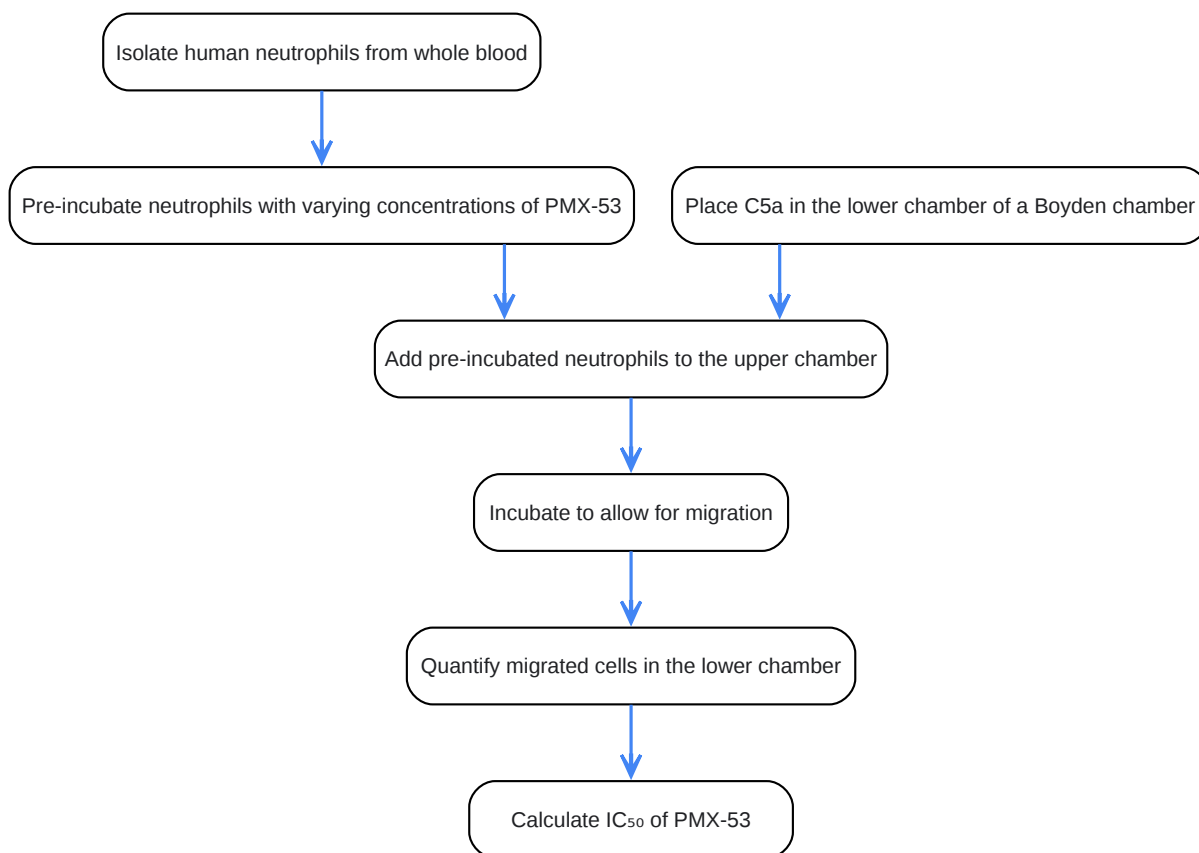 Isolate human neutrophils from whole blood
Pre-incubate neutrophils with varying concentrations of PMX-53
Place C5a in the lower chamber of a Boyden chamber
Add pre-incubated neutrophils to the upper chamber
Incubate to allow for migration
Quantify migrated cells in the lower chamber
Calculate IC₅₀ of PMX-53